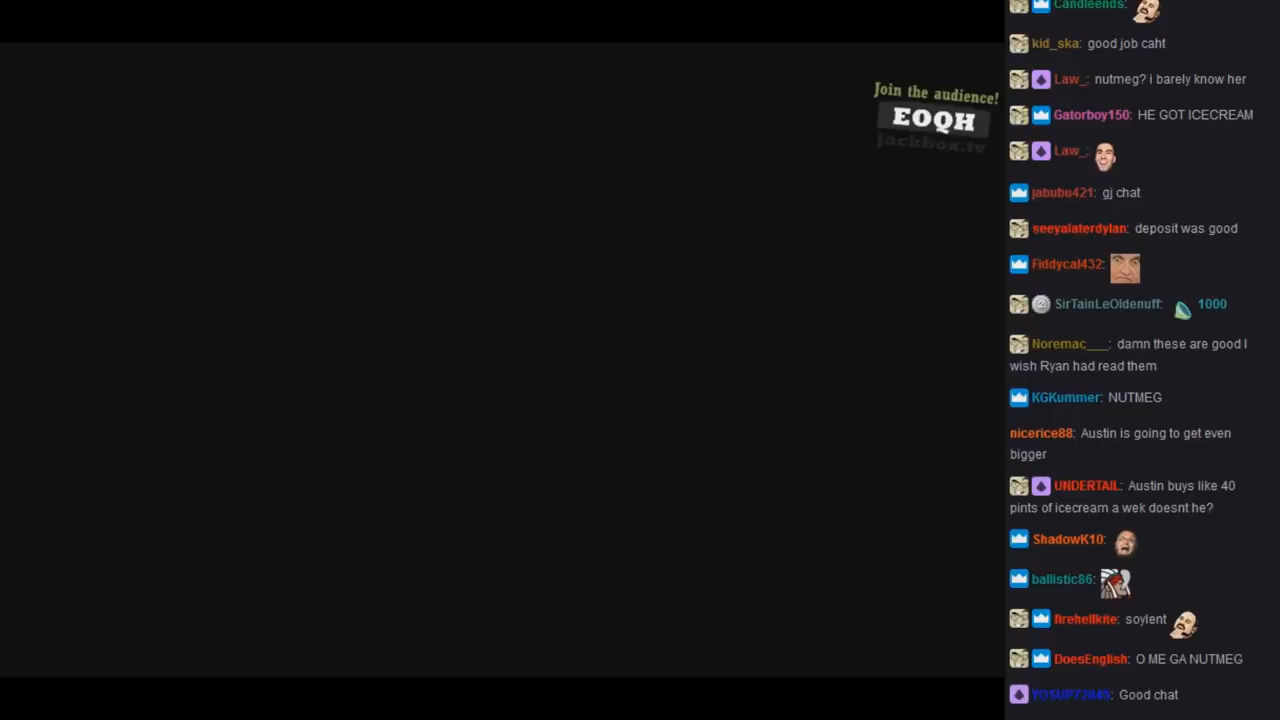 Join the audience!
EOQH
jackbox.tv
Candleends:
kid_ska: good job caht
Law_: nutmeg? i barely know her
Gatorboy150: HE GOT ICECREAM
Law_:
jabubu421: gj chat
seeyalaterdylan: deposit was good
Fiddycal432:
SirTainLeOldenuff: 1000
Noremac___: damn these are good I
wish Ryan had read them
KGKummer: NUTMEG
nicerice88: Austin is going to get even
bigger
UNDERTAIL: Austin buys like 40
pints of icecream a wek doesnt he?
ShadowK10:
ballistic86:
firehellkite: soylent
DoesEnglish: O ME GA NUTMEG
YOSUP72845: Good chat